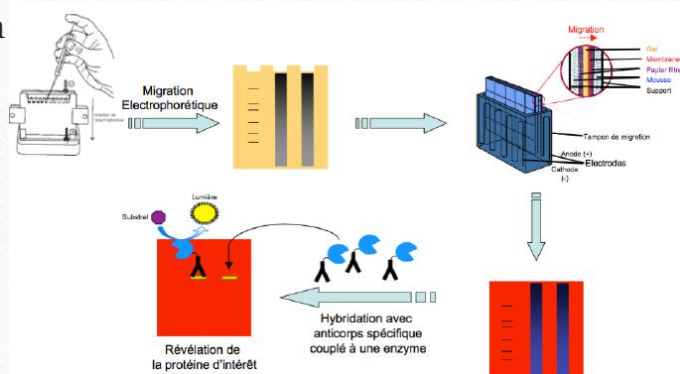 Migration
Electrophorétique
Migration
Gel
Membrane
Papier filtre
Mousse
Support
Tampon de migration
Anode (+)
Electrodes
Cathode
(-)
Lumière
Substrat
Hybridation avec
anticorps spécifique
couplé à une enzyme
Révélation de
la protéine d'intérêt